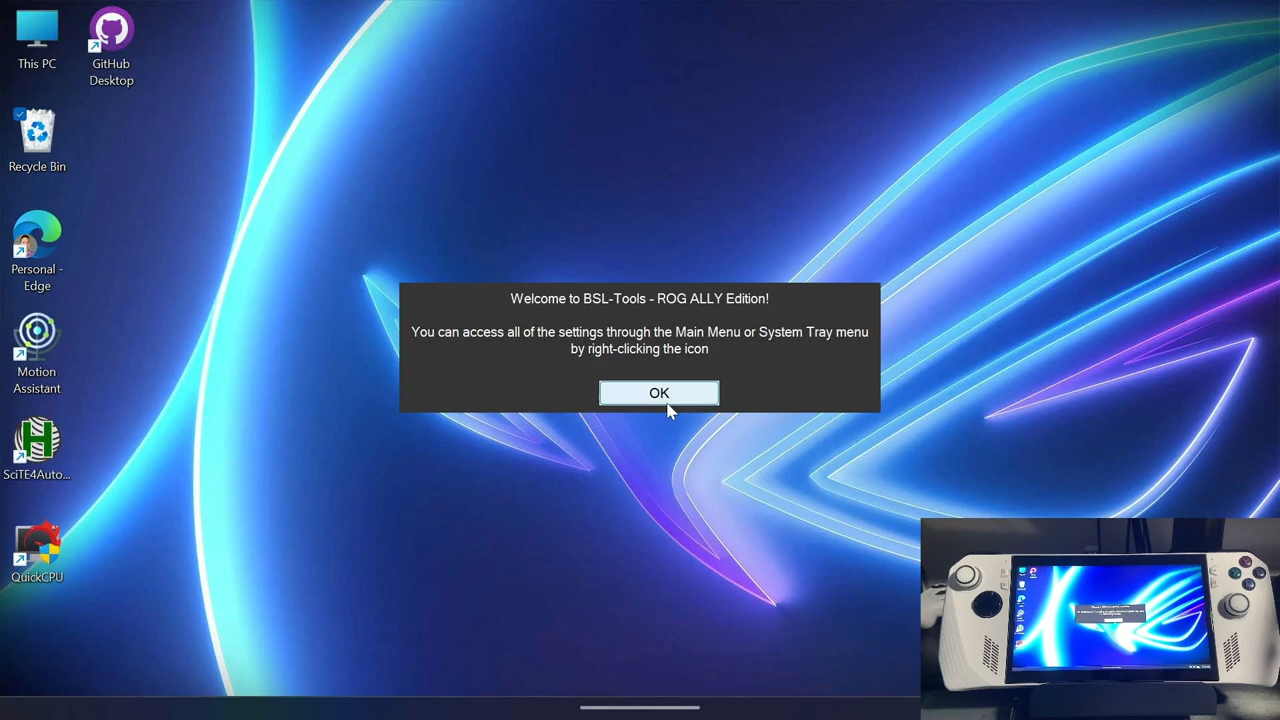 This PC
GitHub
Desktop
Recycle Bin
Personal -
Edge
Motion
Assistant
SciTE4Auto...
QuickCPU
Welcome to BSL-Tools - ROG ALLY Edition!
You can access all of the settings through the Main Menu or System Tray menu
by right-clicking the icon
OK